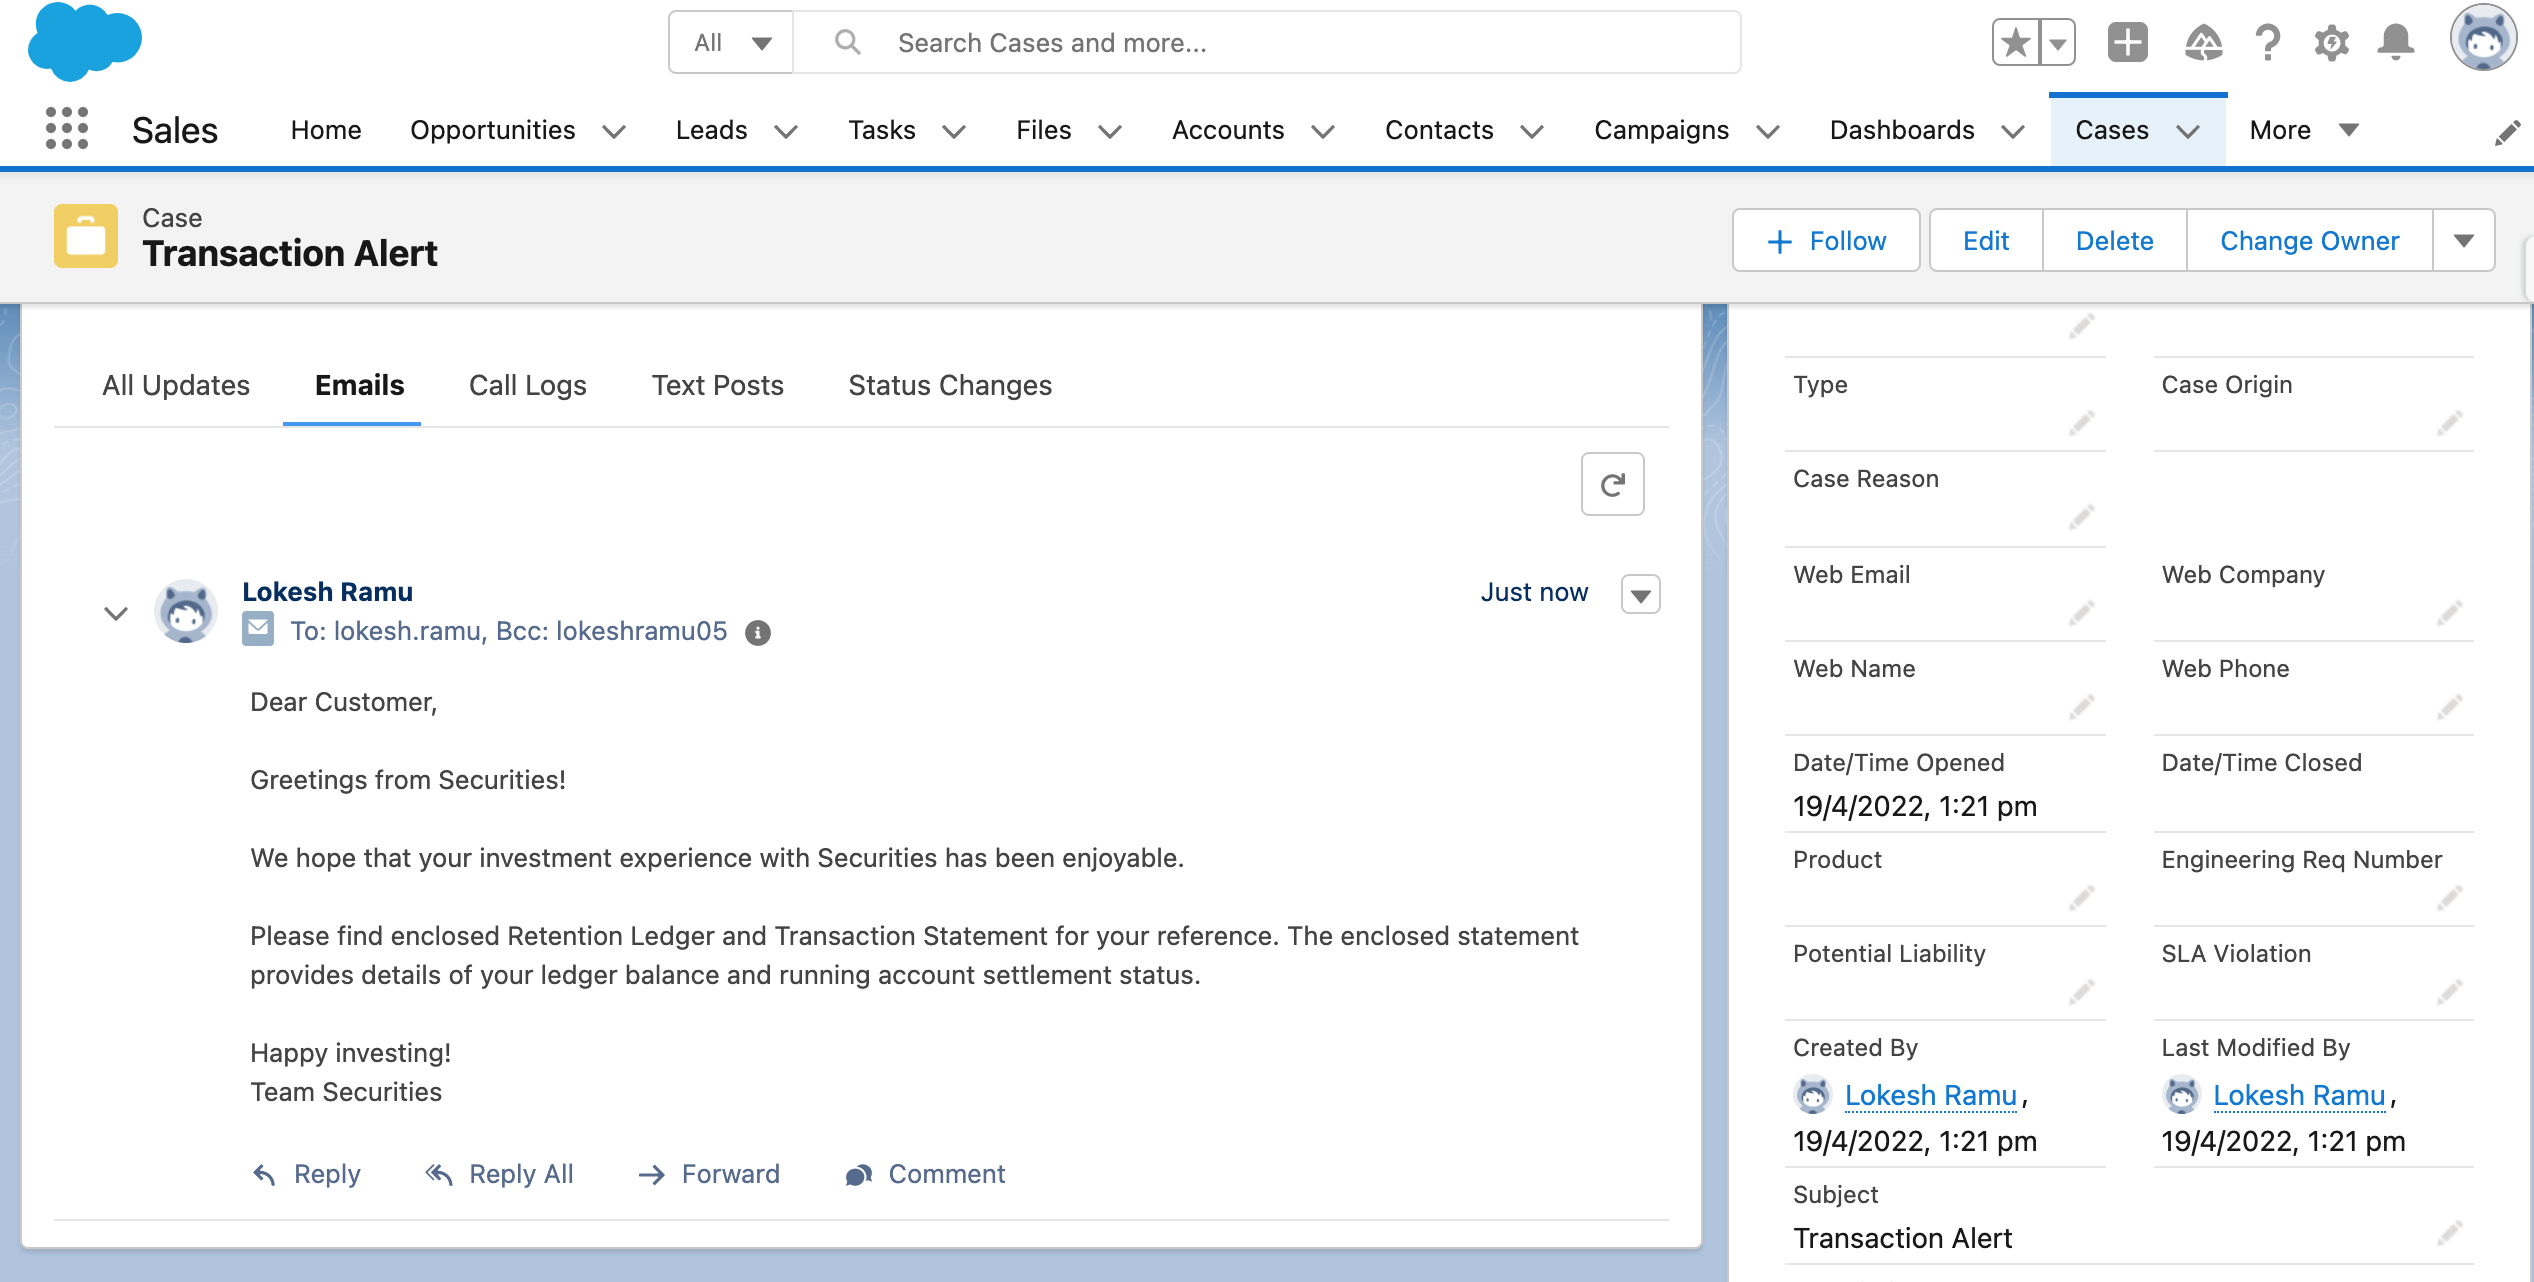 All
Search Cases and more...
Sales
Home
Opportunities
Leads
Tasks
Files
Accounts
Contacts
Campaigns
Dashboards
Cases
More
Case
Transaction Alert
Follow
Edit
Delete
Change Owner
All Updates
Emails
Call Logs
Text Posts
Status Changes
Lokesh Ramu
Just now
To: lokesh.ramu, Bcc: lokeshramu05
Dear Customer,
Greetings from Securities!
We hope that your investment experience with Securities has been enjoyable.
Please find enclosed Retention Ledger and Transaction Statement for your reference. The enclosed statement
provides details of your ledger balance and running account settlement status.
Happy investing!
Team Securities
Reply
Reply All
Forward
Comment
Type
Case Origin
Case Reason
Web Email
Web Company
Web Name
Web Phone
Date/Time Opened
19/4/2022, 1:21 pm
Date/Time Closed
Product
Engineering Req Number
Potential Liability
SLA Violation
Created By
Lokesh Ramu,
19/4/2022, 1:21 pm
Last Modified By
Lokesh Ramu,
19/4/2022, 1:21 pm
Subject
Transaction Alert